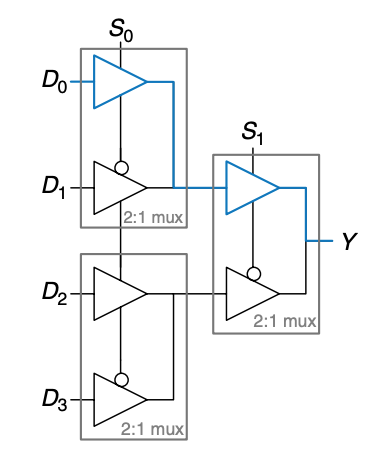 S₀
D₀
D₁
2:1 mux
S₁
Y
D₂
2:1 mux
D₃
2:1 mux